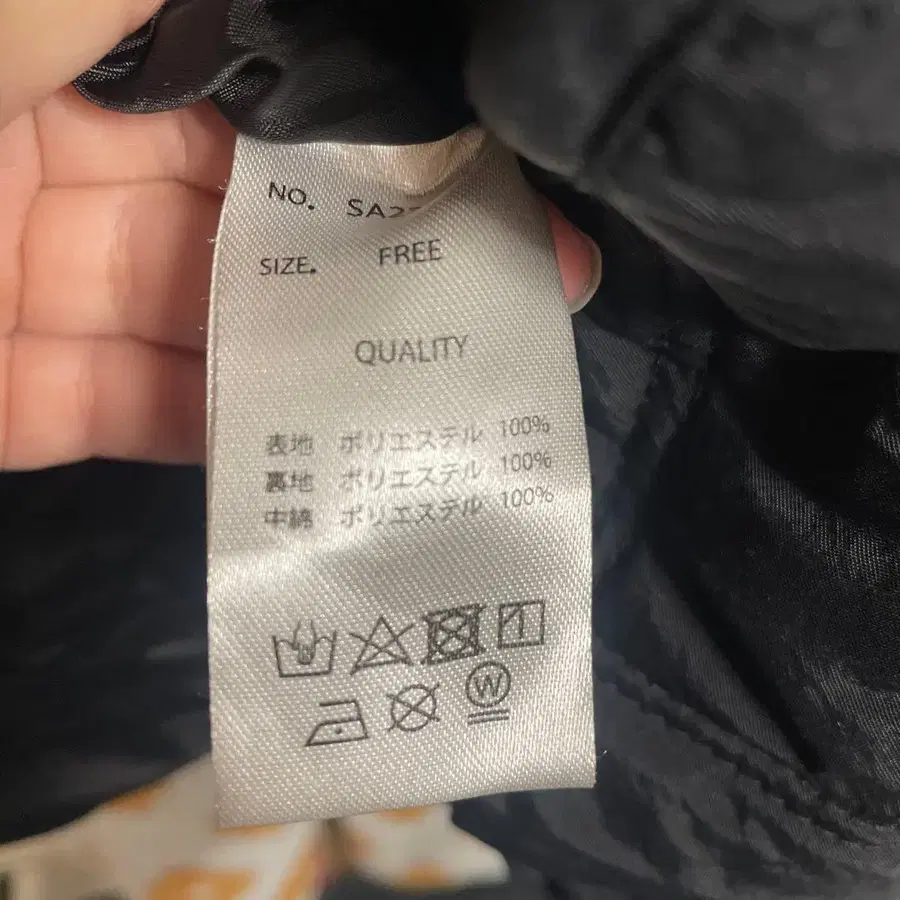 NO. SA2
SIZE. FREE
QUALITY
表地 ポリエステル 100%
裏地 ポリエステル 100%
中綿 ポリエステル 100%
W